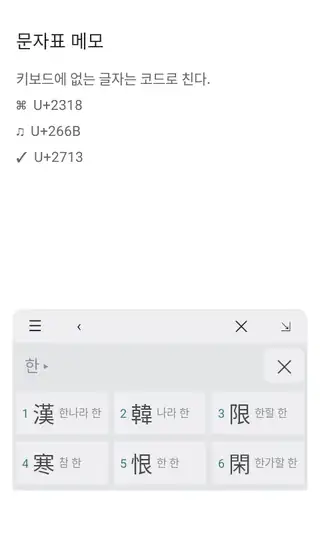 문자표 메모
키보드에 없는 글자는 코드로 친다.
⌘ U+2318
♫ U+266B
✓ U+2713
한 ▸
1 漢 한나라 한 2 韓 나라 한 3 限 한할 한
4 寒 찰 한 5 恨 한 한 6 閑 한가할 한